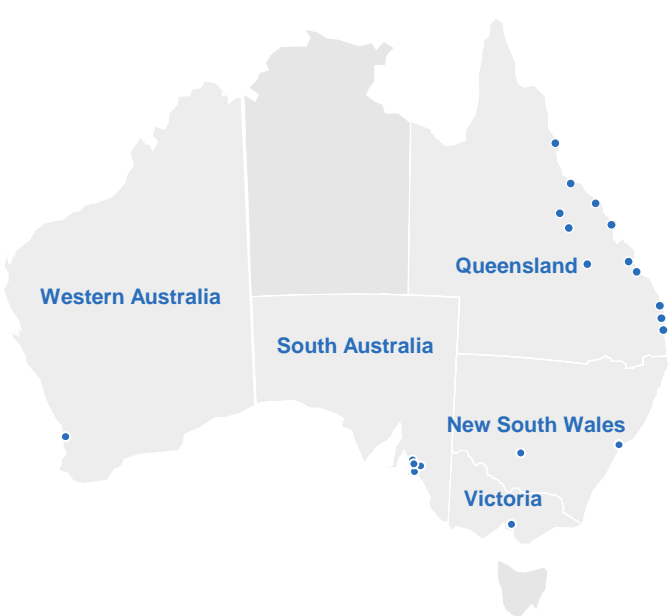 Queensland
Western Australia
South Australia
New South Wales
Victoria